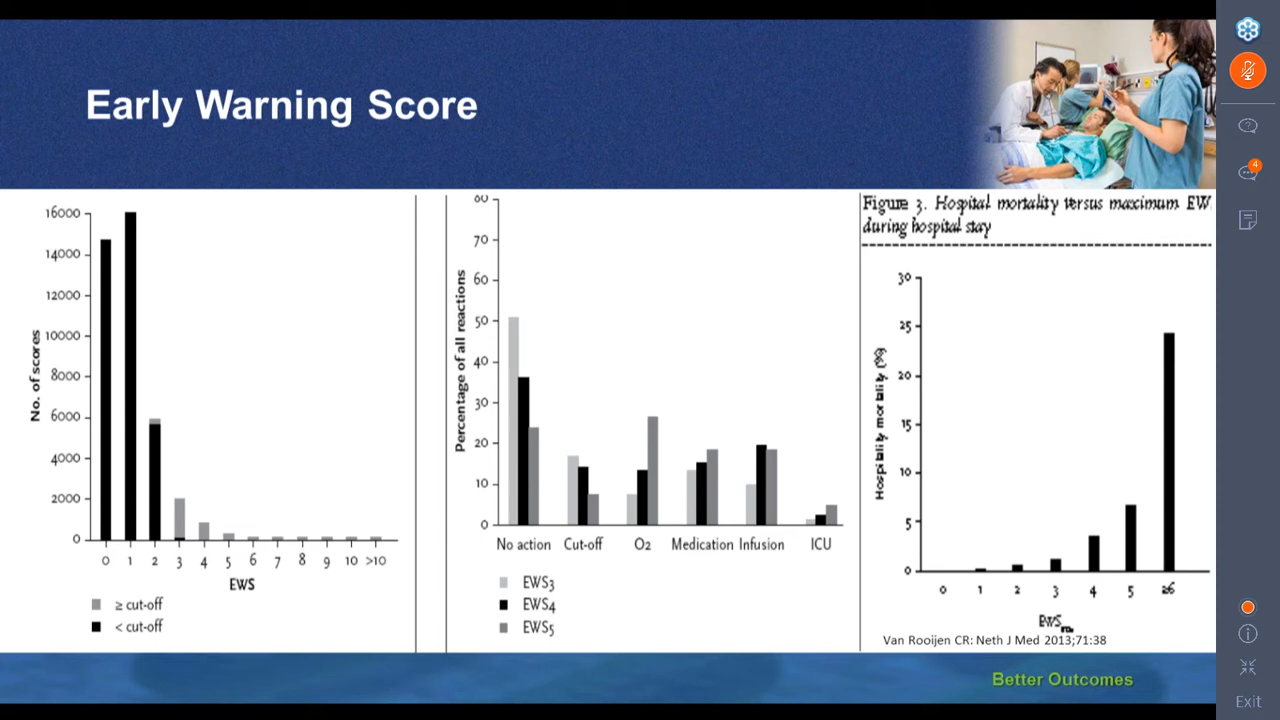 Early Warning Score
16000
14000
12000
10000
8000
6000
4000
2000
0
No. of scores
0 1 2 3 4 5 6 7 8 9 10 >10
EWS
≥ cut-off
< cut-off
80
70
60
50
40
30
20
10
0
Percentage of all reactions
No action Cut-off O2 Medication Infusion ICU
EWS3
EWS4
EWS5
Figure 3. Hospital mortality versus maximum EW
during hospital stay
30
25
20
15
10
5
0
Hospitality mortality (%)
0 1 2 3 4 5 ≥6
EWS
Van Rooijen CR: Neth J Med 2013;71:38
Better Outcomes
4
Exit